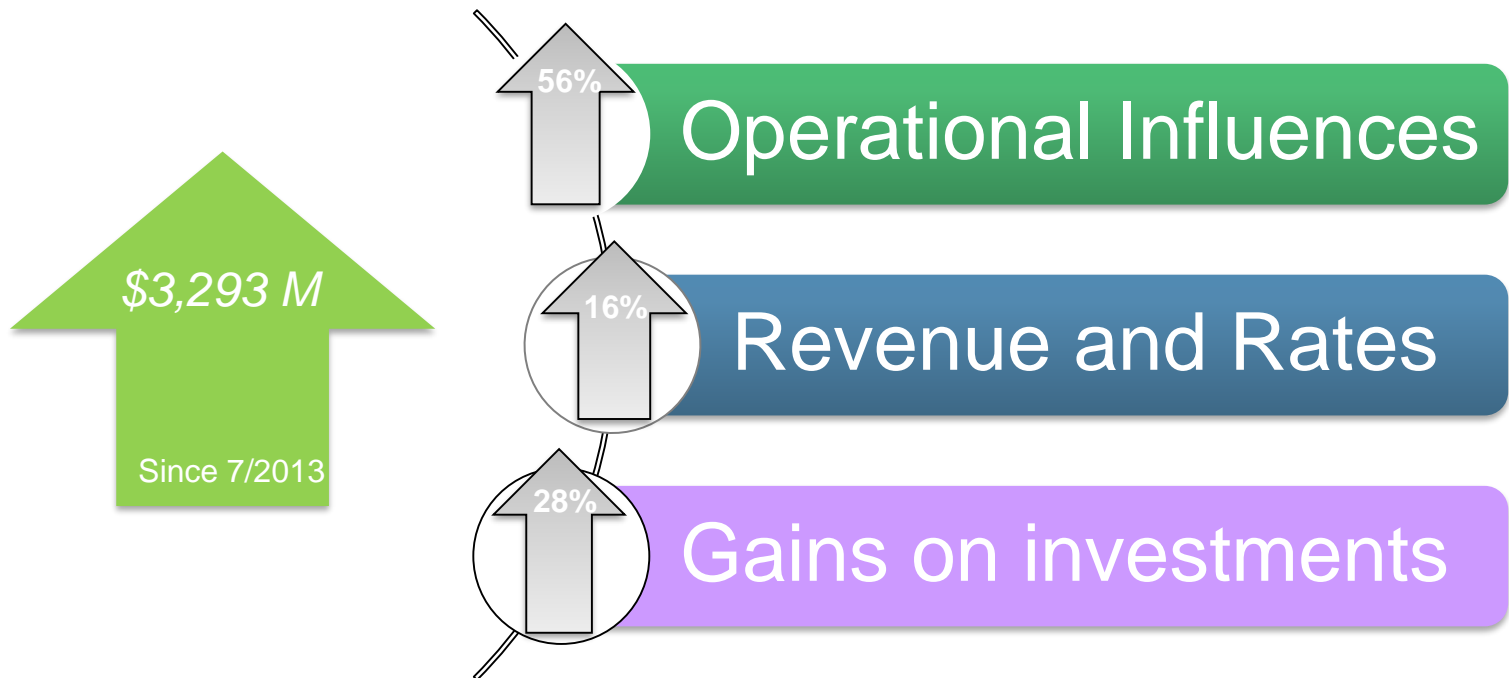 $3,293 M
Since 7/2013
56%
Operational Influences
16%
Revenue and Rates
28%
Gains on investments